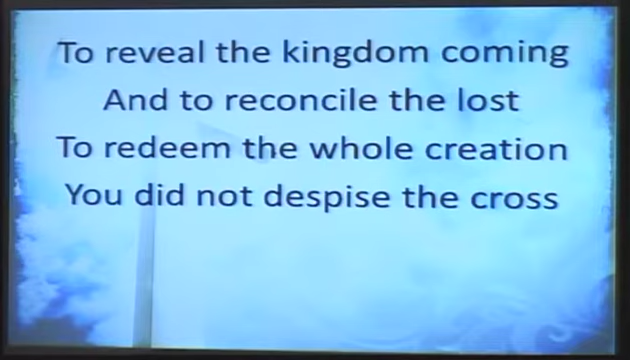 To reveal the kingdom coming
And to reconcile the lost
To redeem the whole creation
You did not despise the cross